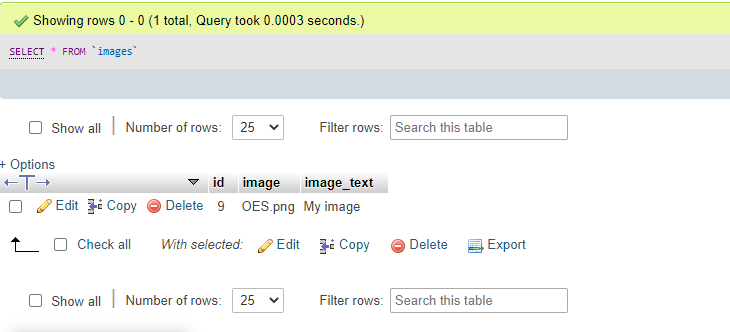 Showing rows 0 - 0 (1 total, Query took 0.0003 seconds.)
SELECT * FROM `images`
Show all Number of rows: 25 Filter rows: Search this table
+ Options
←T→ id image image_text
Edit Copy Delete 9 OES.png My image
Check all With selected: Edit Copy Delete Export
Show all Number of rows: 25 Filter rows: Search this table